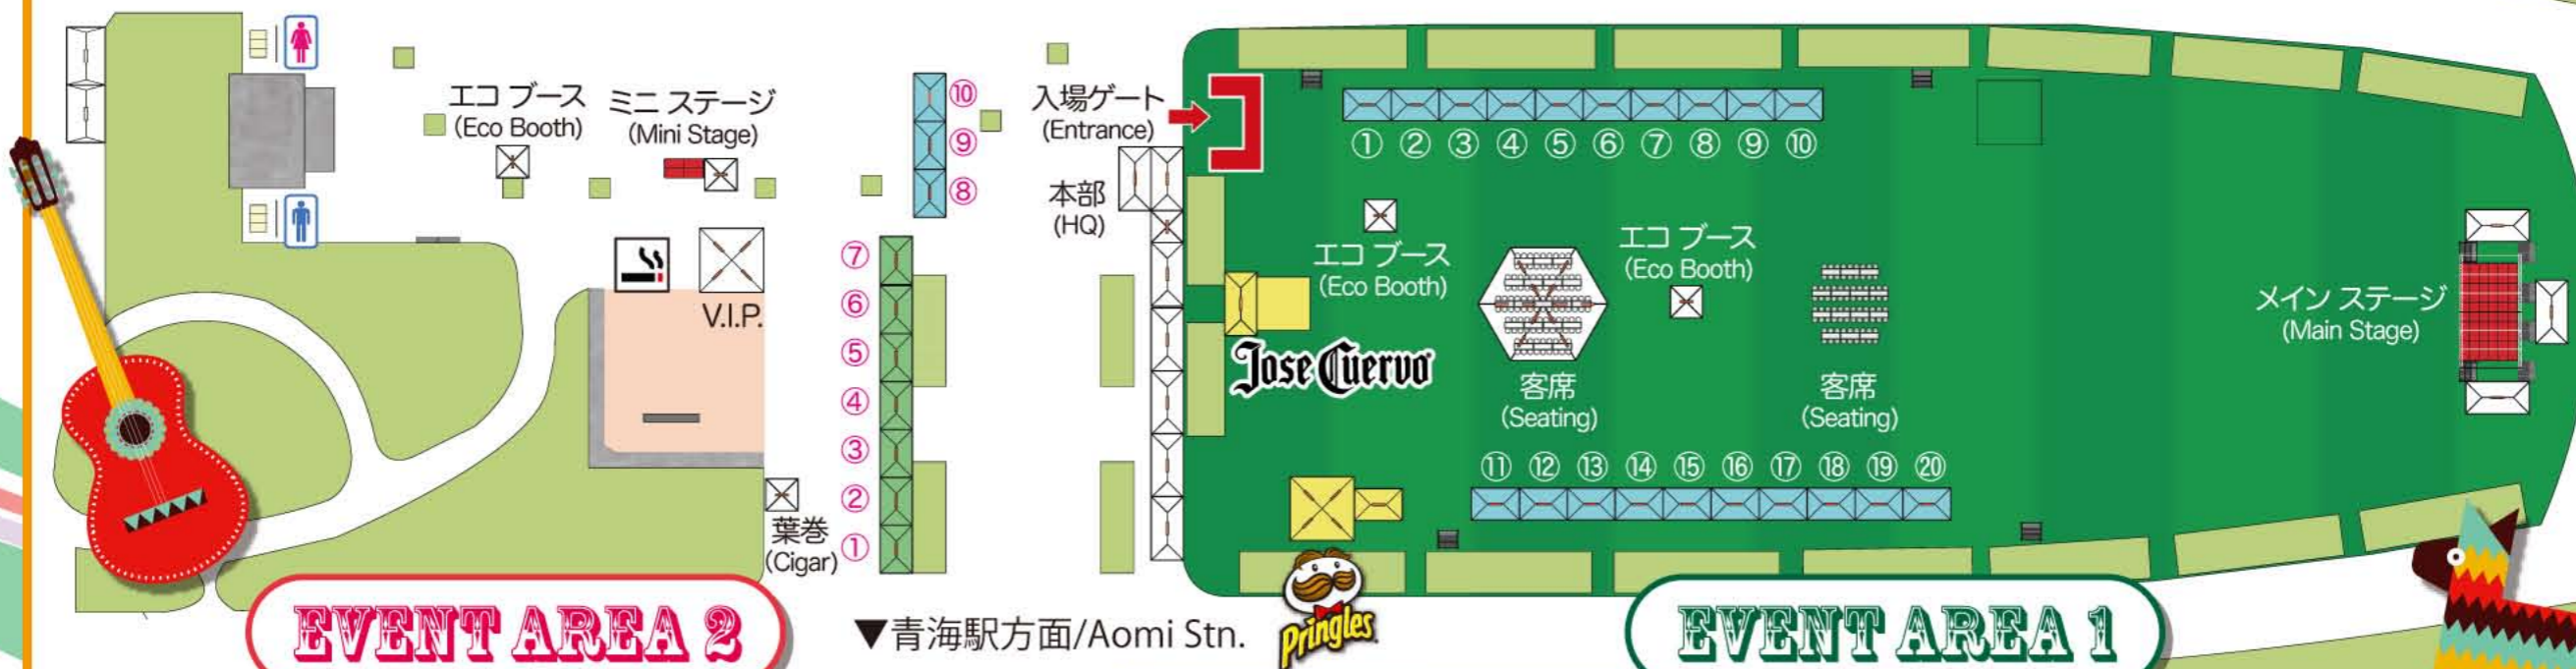 エコ ブース
(Eco Booth)
ミニ ステージ
(Mini Stage)
V.I.P.
葉巻
(Cigar)
⑩
⑨
⑧
⑦
⑥
⑤
④
③
②
①
入場ゲート
(Entrance)
本部
(HQ)
① ② ③ ④ ⑤ ⑥ ⑦ ⑧ ⑨ ⑩
エコ ブース
(Eco Booth)
エコ ブース
(Eco Booth)
Jose Cuervo
客席
(Seating)
客席
(Seating)
メイン ステージ
(Main Stage)
⑪ ⑫ ⑬ ⑭ ⑮ ⑯ ⑰ ⑱ ⑲ ⑳
EVENT AREA 2
▼青海駅方面/Aomi Stn.
Pringles
EVENT AREA 1